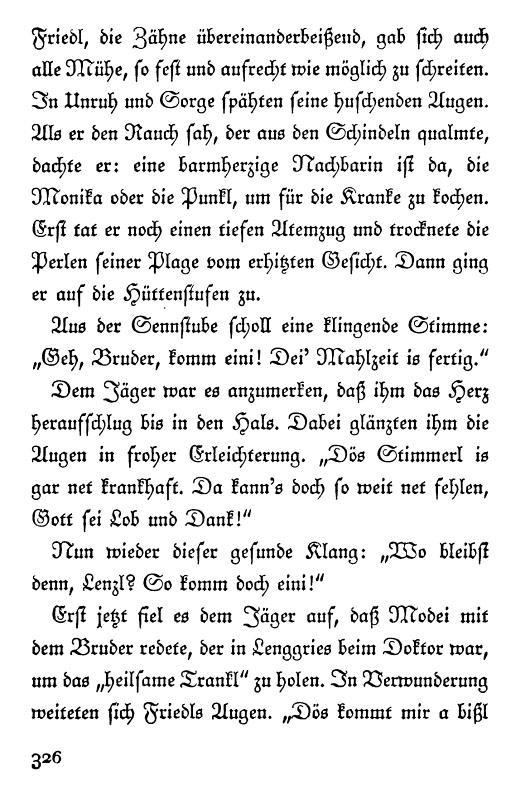 Friedl, die Zähne übereinanderbeißend, gab sich auch
alle Mühe, so fest und aufrecht wie möglich zu schreiten.
In Unruh und Sorge spähten seine huschenden Augen.
Als er den Rauch sah, der aus den Schindeln qualmte,
dachte er: eine barmherzige Nachbarin ist da, die
Monika oder die Punkl, um für die Kranke zu kochen.
Erst tat er noch einen tiefen Atemzug und trocknete die
Perlen seiner Plage vom erhitzten Gesicht. Dann ging
er auf die Hüttenstufen zu.
Aus der Sennstube scholl eine klingende Stimme:
„Geh, Bruder, komm eini! Dei' Mahlzeit is fertig.“
Dem Jäger war es anzumerken, daß ihm das Herz
heraufschlug bis in den Hals. Dabei glänzten ihm die
Augen in froher Erleichterung. „Dös Stimmerl is
gar net krankhaft. Da kann's doch so weit net fehlen,
Gott sei Lob und Dank!“
Nun wieder dieser gesunde Klang: „Wo bleibst
denn, Lenzl? So komm doch eini!“
Erst jetzt fiel es dem Jäger auf, daß Modei mit
dem Bruder redete, der in Lenggries beim Doktor war,
um das „heilsame Trankl“ zu holen. In Verwunderung
weiteten sich Friedls Augen. „Dös kommt mir a bißl
326